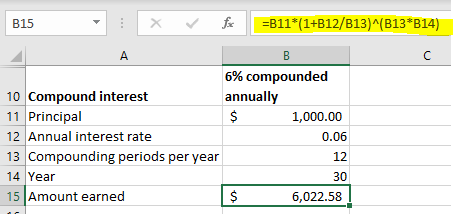 B15 fx =B11*(1+B12/B13)^(B13*B14)
A B C
6% compounded
10 Compound interest annually
11 Principal $ 1,000.00
12 Annual interest rate 0.06
13 Compounding periods per year 12
14 Year 30
15 Amount earned $ 6,022.58